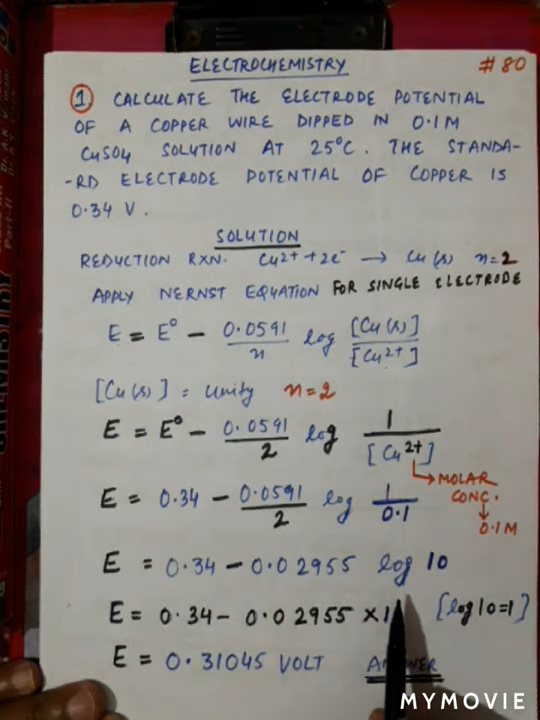 ELECTROCHEMISTRY #80
① CALCULATE THE ELECTRODE POTENTIAL
OF A COPPER WIRE DIPPED IN 0.1M
CuSO4 SOLUTION AT 25°C. THE STANDA-
-RD ELECTRODE POTENTIAL OF COPPER IS
0.34 V.
SOLUTION
REDUCTION RXN. Cu2+ +2e- → Cu(s) n=2
APPLY NERNST EQUATION FOR SINGLE ELECTRODE
E = E° - 0.0591/n log [Cu(s)]/[Cu2+]
[Cu(s)] = Unity n=2
E = E° - 0.0591/2 log 1/[Cu2+]
→ MOLAR
CONC.
↓
0.1M
E = 0.34 - 0.0591/2 log 1/0.1
E = 0.34 - 0.02955 log 10
E = 0.34 - 0.02955 ×1 [log10=1]
E = 0.31045 VOLT ANSWER
MYMOVIE